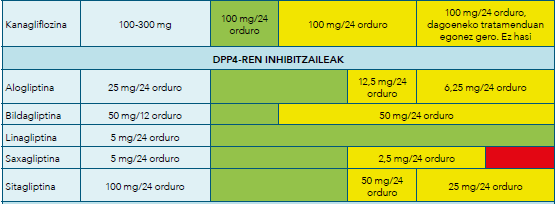 Kanagliflozina 100-300 mg 100 mg/24 orduro 100 mg/24 orduro 100 mg/24 orduro, dagoeneko tratamenduan egonez gero. Ez hasi
DPP4-REN INHIBITZAILEAK
Alogliptina 25 mg/24 orduro 12,5 mg/24 orduro 6,25 mg/24 orduro
Bildagliptina 50 mg/12 orduro 50 mg/24 orduro
Linagliptina 5 mg/24 orduro
Saxagliptina 5 mg/24 orduro 2,5 mg/24 orduro
Sitagliptina 100 mg/24 orduro 50 mg/24 orduro 25 mg/24 orduro